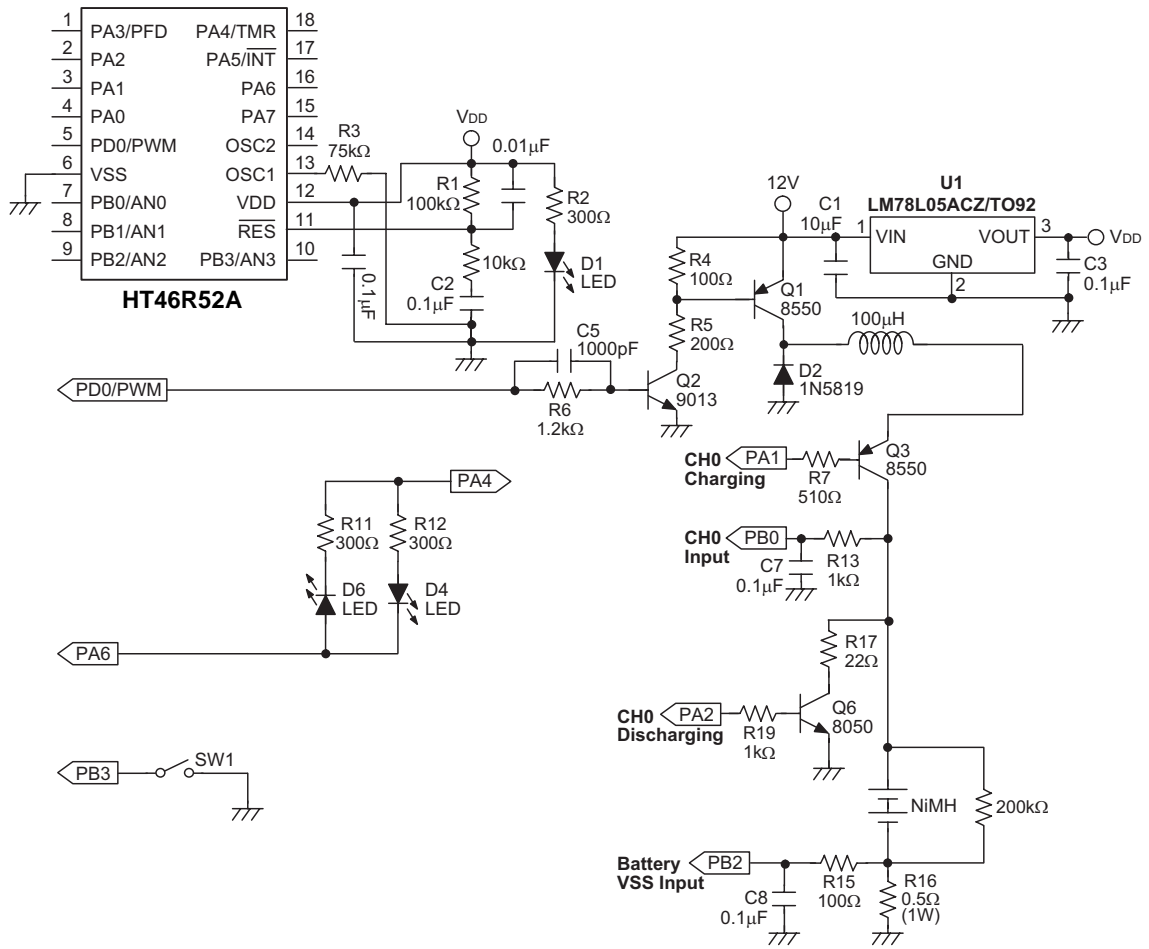 1 PA3/PFD PA4/TMR 18
2 PA2 PA5/INT 17
3 PA1 PA6 16
4 PA0 PA7 15
5 PD0/PWM OSC2 14
6 VSS OSC1 13
7 PB0/AN0 VDD 12
8 PB1/AN1 RES 11
9 PB2/AN2 PB3/AN3 10
HT46R52A
R3
75kΩ
VDD
0.01μF
R1
100kΩ
R2
300Ω
10kΩ
C2
0.1μF
0.1μF
D1
LED
12V
C1
10μF
U1
LM78L05ACZ/TO92
1 VIN VOUT 3
GND
2
VDD
C3
0.1μF
R4
100Ω
Q1
8550
R5
200Ω
100μH
D2
1N5819
C5
1000pF
PD0/PWM
R6
1.2kΩ
Q2
9013
CH0
Charging
PA1
R7
510Ω
Q3
8550
PA4
R11
300Ω
R12
300Ω
D6
LED
D4
LED
PA6
CH0
Input
PB0
C7
0.1μF
R13
1kΩ
R17
22Ω
CH0
Discharging
PA2
R19
1kΩ
Q6
8050
PB3
SW1
NiMH
200kΩ
Battery
VSS Input
PB2
C8
0.1μF
R15
100Ω
R16
0.5Ω
(1W)